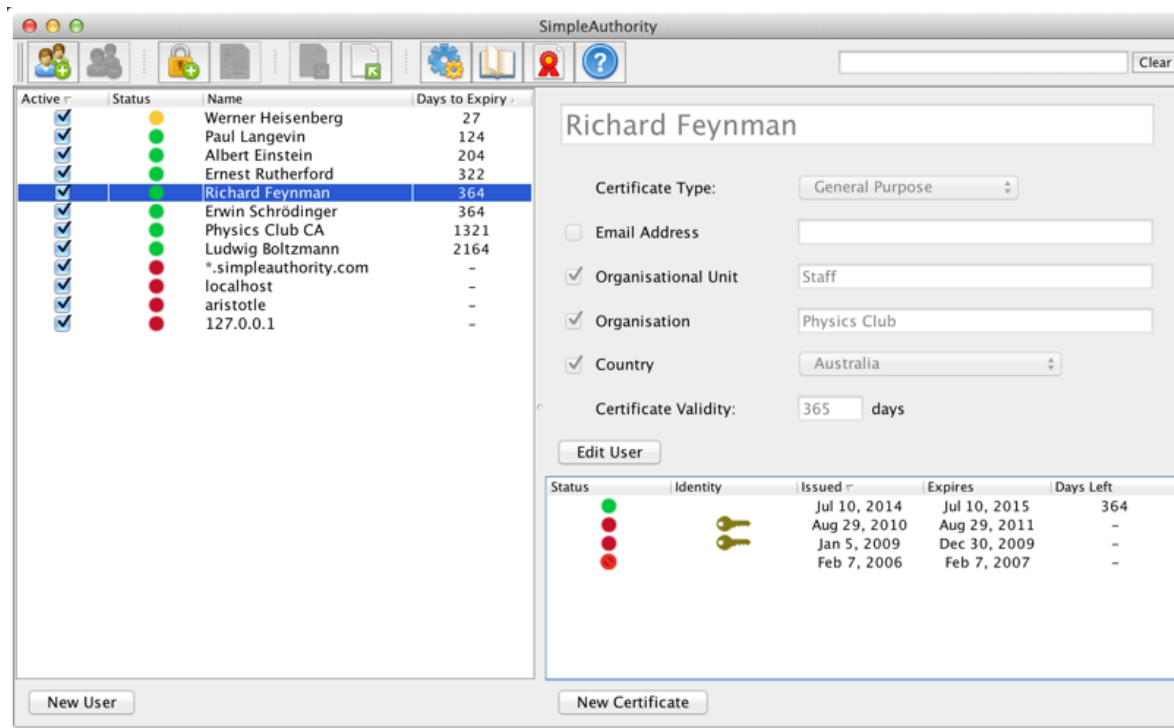 SimpleAuthority
Clear
Active Status Name Days to Expiry
Werner Heisenberg 27
Paul Langevin 124
Albert Einstein 204
Ernest Rutherford 322
Richard Feynman 364
Erwin Schrödinger 364
Physics Club CA 1321
Ludwig Boltzmann 2164
*.simpleauthority.com –
localhost –
aristotle –
127.0.0.1 –
New User
Richard Feynman
Certificate Type: General Purpose
Email Address
Organisational Unit Staff
Organisation Physics Club
Country Australia
Certificate Validity: 365 days
Edit User
Status Identity Issued Expires Days Left
Jul 10, 2014 Jul 10, 2015 364
Aug 29, 2010 Aug 29, 2011 –
Jan 5, 2009 Dec 30, 2009 –
Feb 7, 2006 Feb 7, 2007 –
New Certificate